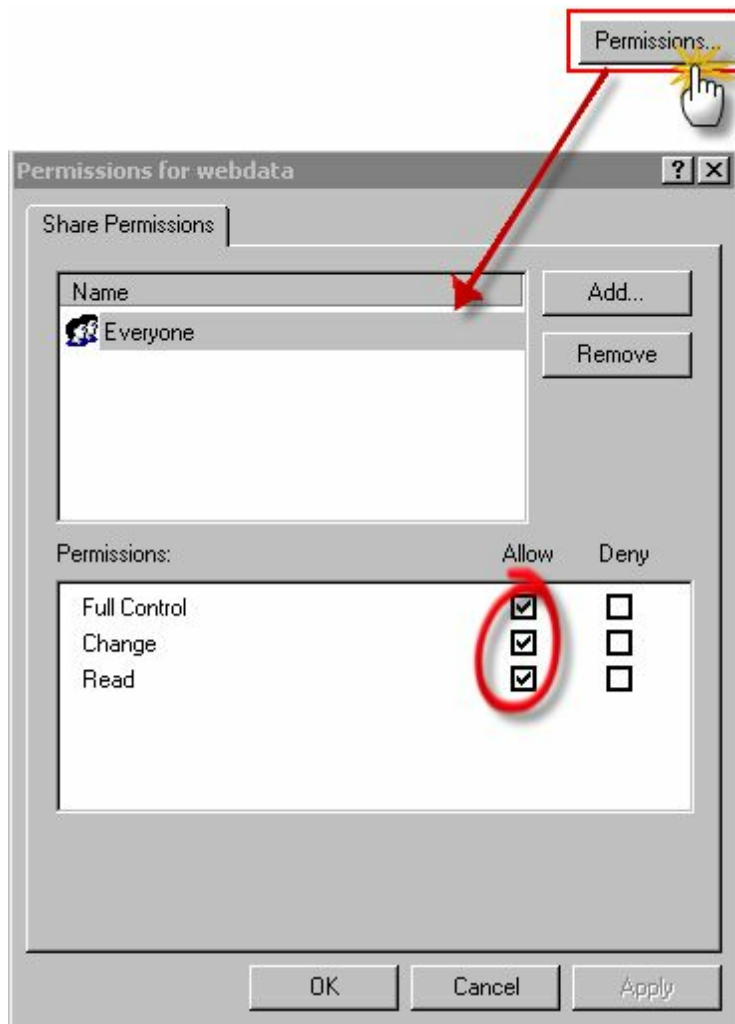 Permissions...
Permissions for webdata
Share Permissions
Name
Add...
Everyone
Remove
Permissions: Allow Deny
Full Control
Change
Read
OK Cancel Apply